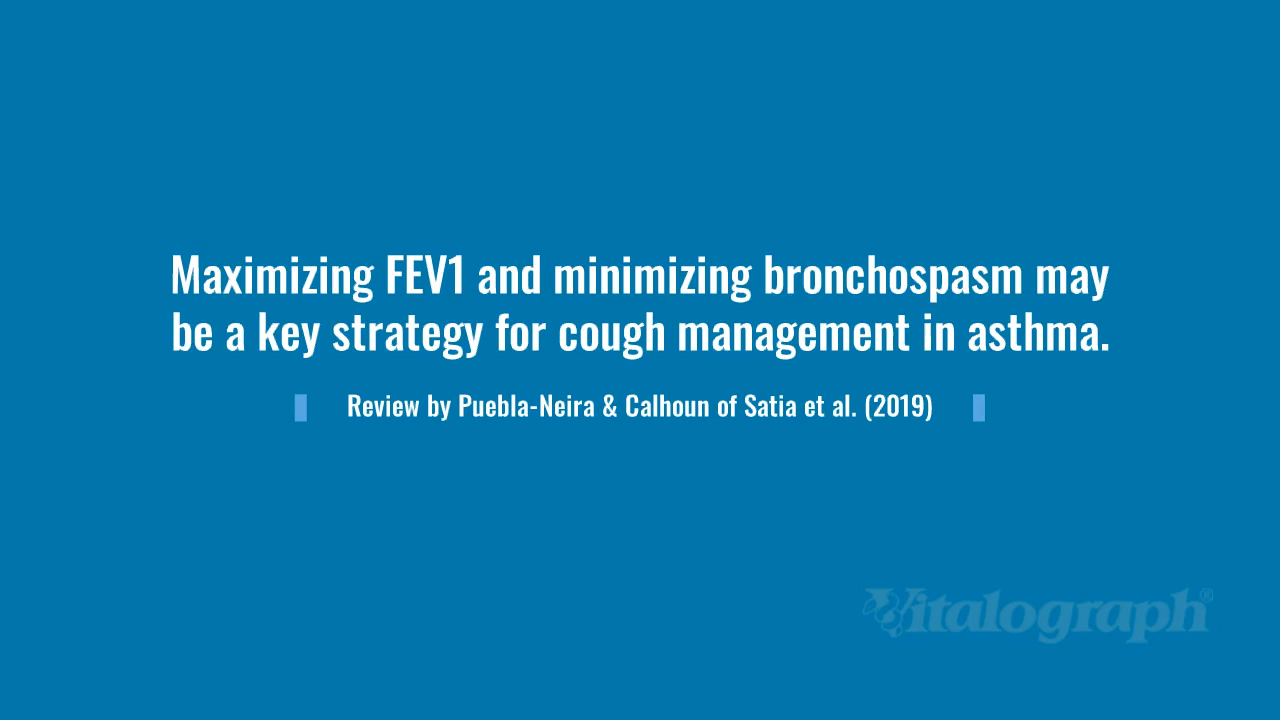 Maximizing FEV1 and minimizing bronchospasm may
be a key strategy for cough management in asthma.
Review by Puebla-Neira & Calhoun of Satia et al. (2019)
Vitalograph®